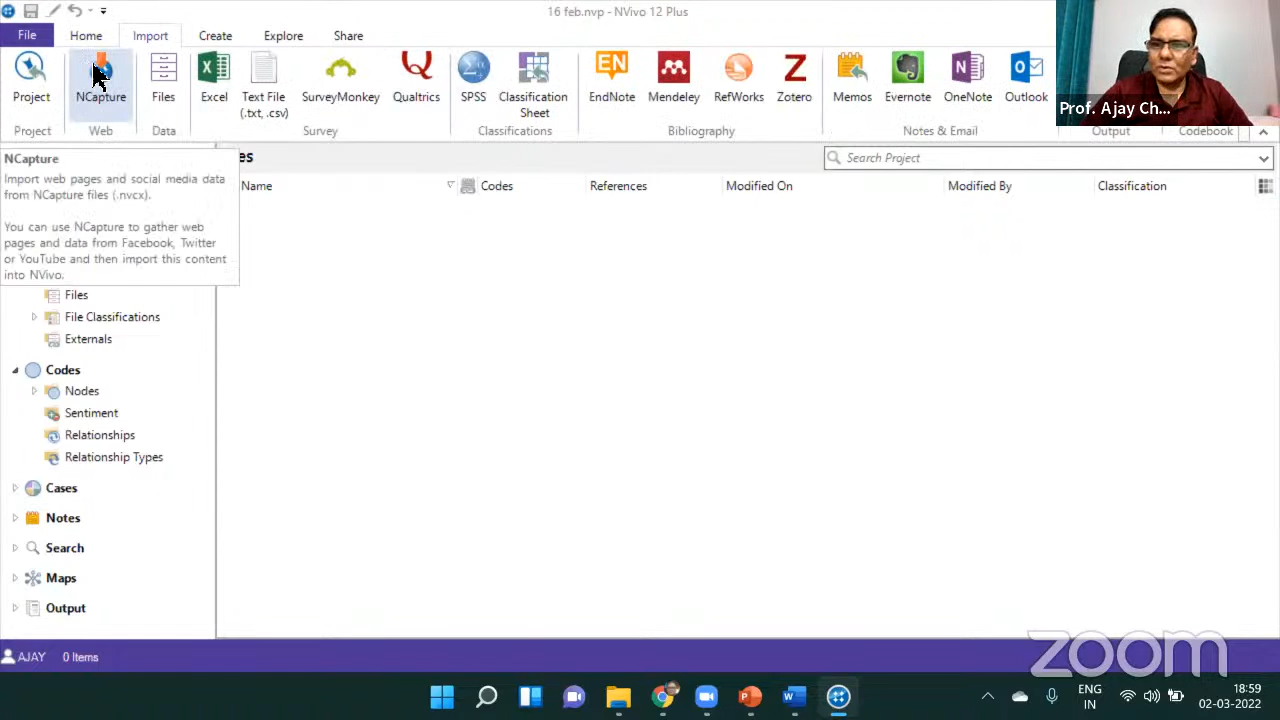 16 feb.nvp - NVivo 12 Plus
File Home Import Create Explore Share
Project NCapture Files Excel Text File (.txt, .csv) SurveyMonkey Qualtrics SPSS Classification Sheet EndNote Mendeley RefWorks Zotero Memos Evernote OneNote Outlook
Prof. Ajay Ch...
Project Web Data Survey Classifications Bibliography Notes & Email Output Codebook
NCapture
Import web pages and social media data
from NCapture files (.nvcx).
You can use NCapture to gather web
pages and data from Facebook, Twitter
or YouTube and then import this content
into NVivo.
es
Search Project
Name Codes References Modified On Modified By Classification
Files
File Classifications
Externals
Codes
Nodes
Sentiment
Relationships
Relationship Types
Cases
Notes
Search
Maps
Output
AJAY 0 Items
zoom
ENG
IN
18:59
02-03-2022